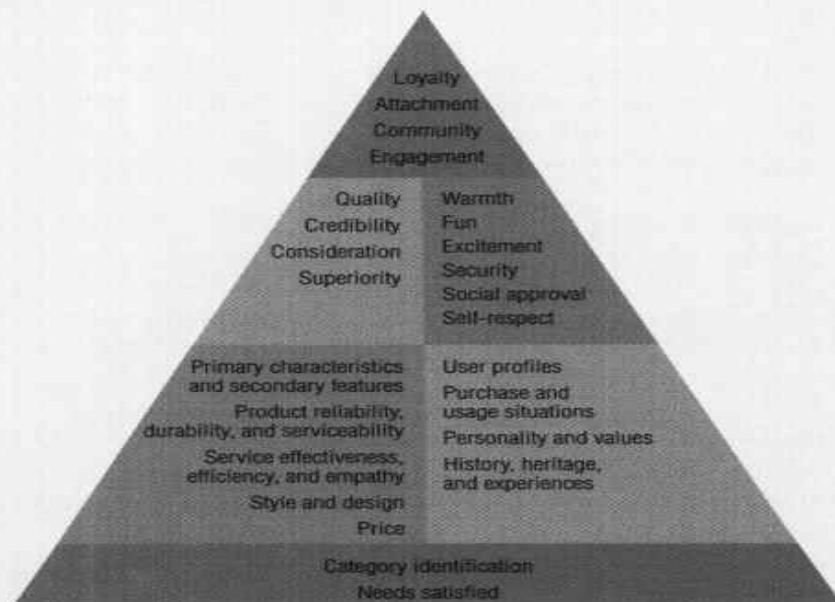 Loyalty
Attachment
Community
Engagement
Quality
Credibility
Consideration
Superiority
Warmth
Fun
Excitement
Security
Social approval
Self-respect
Primary characteristics
and secondary features
Product reliability,
durability, and serviceability
Service effectiveness,
efficiency, and empathy
Style and design
Price
User profiles
Purchase and
usage situations
Personality and values
History, heritage,
and experiences
Category identification
Needs satisfied